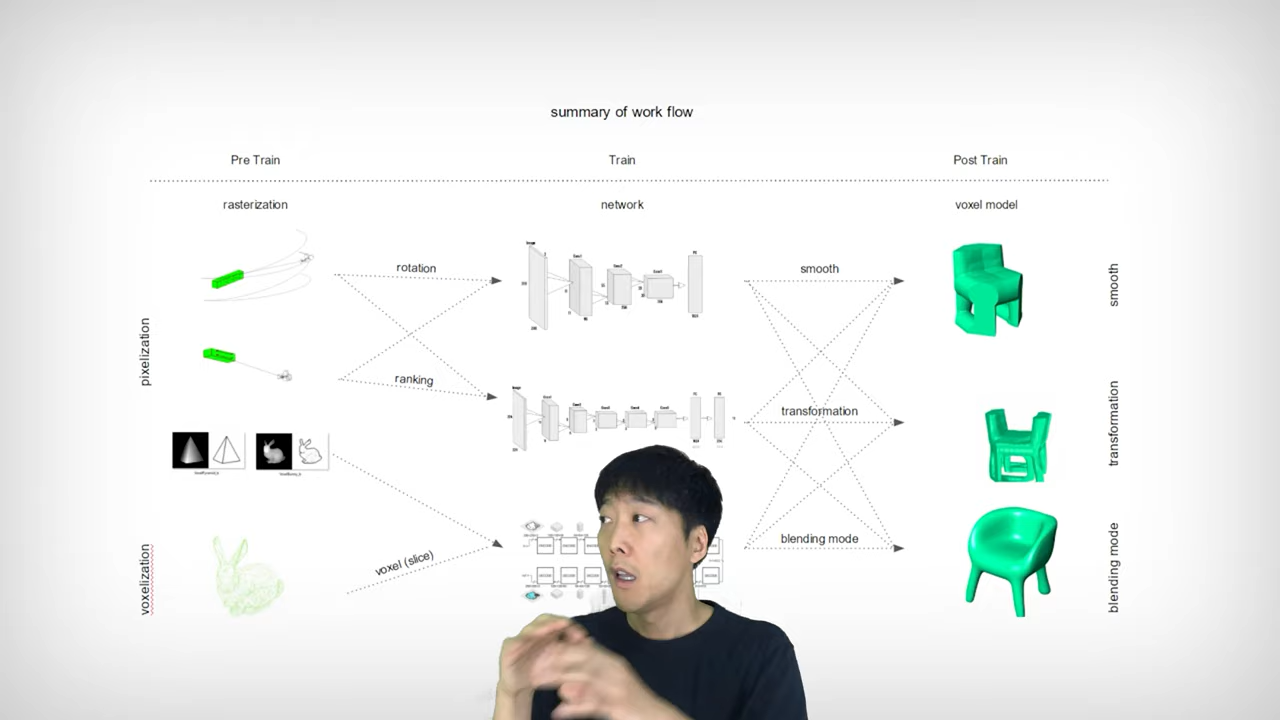 summary of work flow
Pre Train
Train
Post Train
rasterization
network
voxel model
pixelization
voxelization
rotation
ranking
voxel (slice)
smooth
transformation
blending mode
smooth
transformation
blending mode